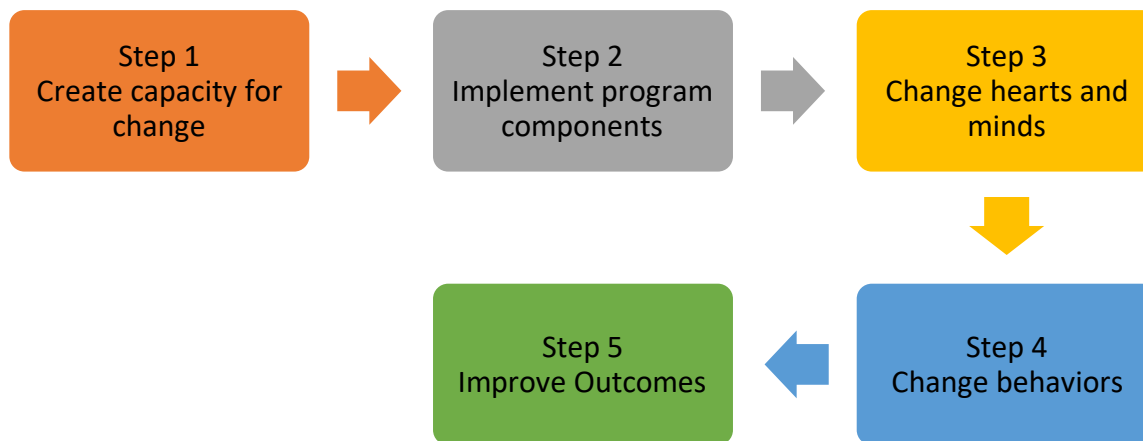 Step 1
Create capacity for
change
Step 2
Implement program
components
Step 3
Change hearts and
minds
Step 4
Change behaviors
Step 5
Improve Outcomes